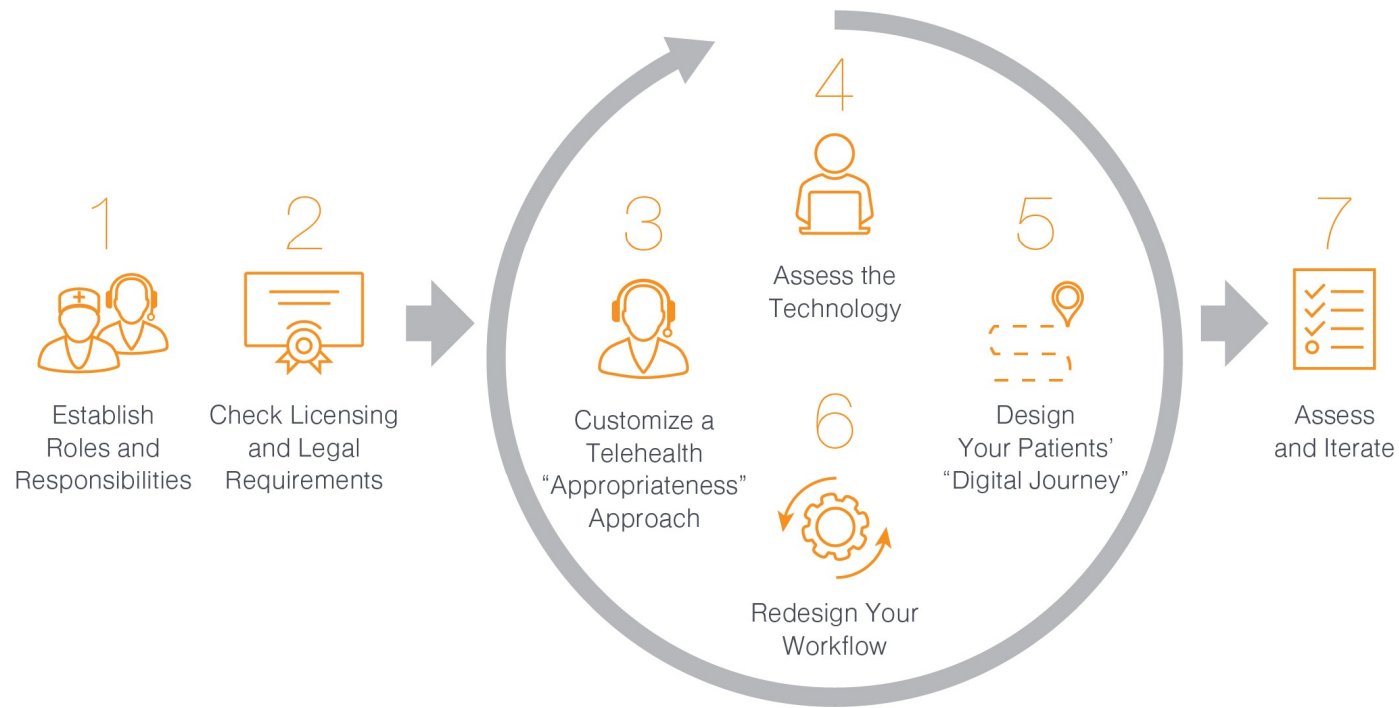 1
Establish
Roles and
Responsibilities
2
Check Licensing
and Legal
Requirements
3
Customize a
Telehealth
“Appropriateness”
Approach
4
Assess the
Technology
5
Design
Your Patients’
“Digital Journey”
6
Redesign Your
Workflow
7
Assess
and Iterate